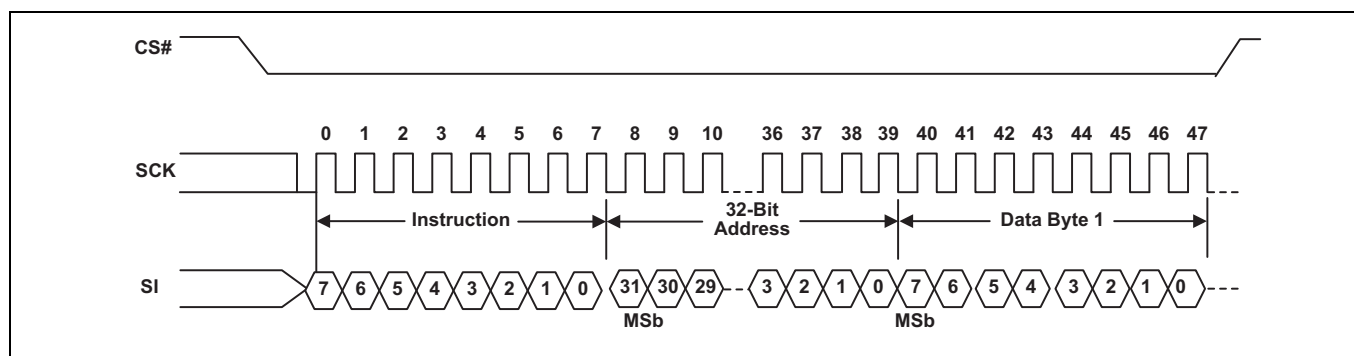 CS#
0 1 2 3 4 5 6 7 8 9 10 36 37 38 39 40 41 42 43 44 45 46 47
SCK
Instruction
32-Bit
Address
Data Byte 1
SI
7 6 5 4 3 2 1 0 31 30 29 3 2 1 0 7 6 5 4 3 2 1 0
MSb MSb